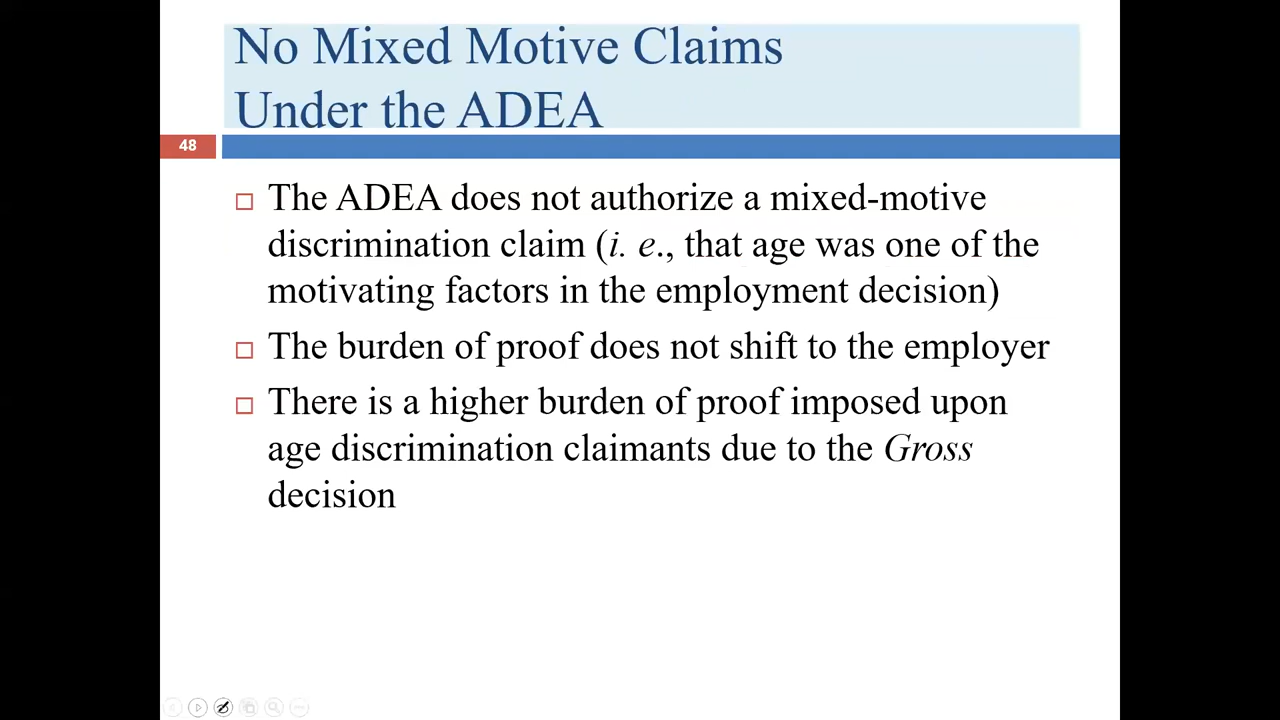 No Mixed Motive Claims
Under the ADEA
48
The ADEA does not authorize a mixed-motive
discrimination claim (i. e., that age was one of the
motivating factors in the employment decision)
The burden of proof does not shift to the employer
There is a higher burden of proof imposed upon
age discrimination claimants due to the Gross
decision